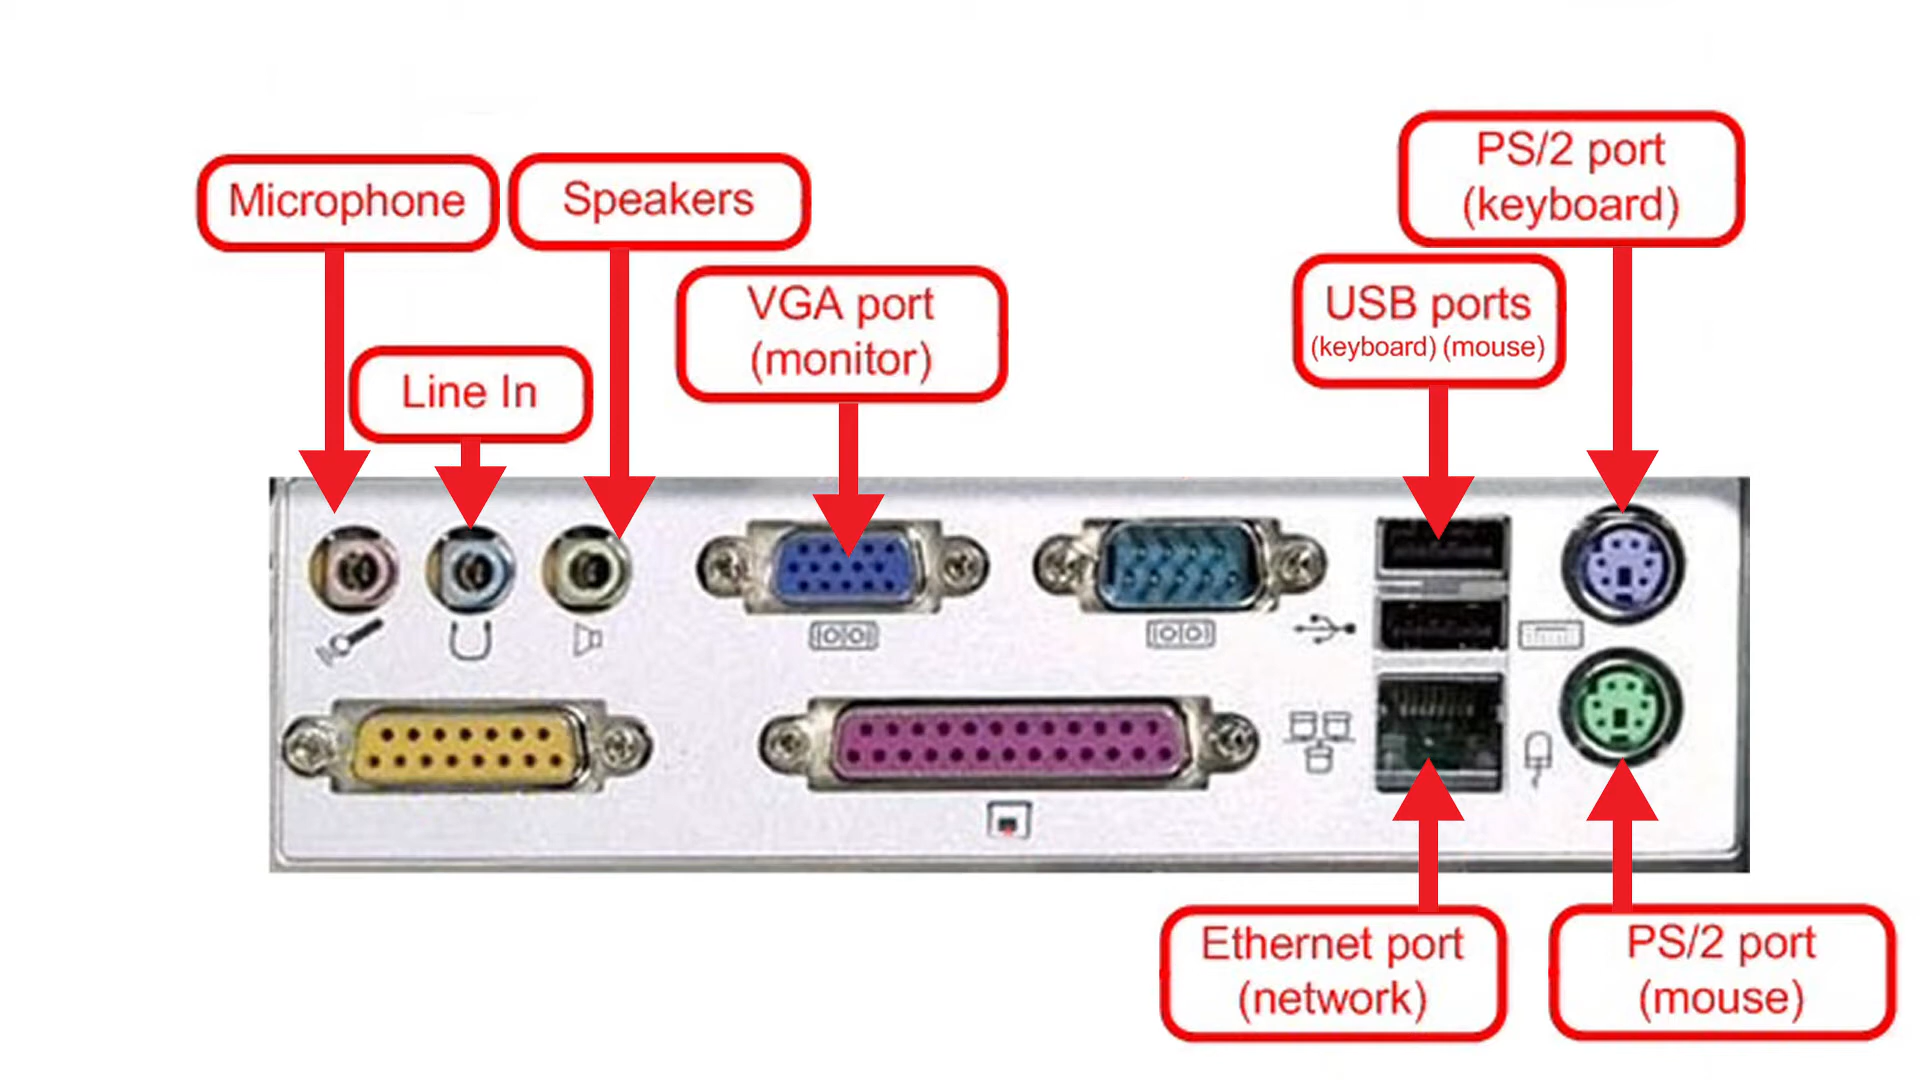 PS/2 port
(keyboard)
Microphone
Speakers
VGA port
(monitor)
USB ports
(keyboard) (mouse)
Line In
Ethernet port
(network)
PS/2 port
(mouse)